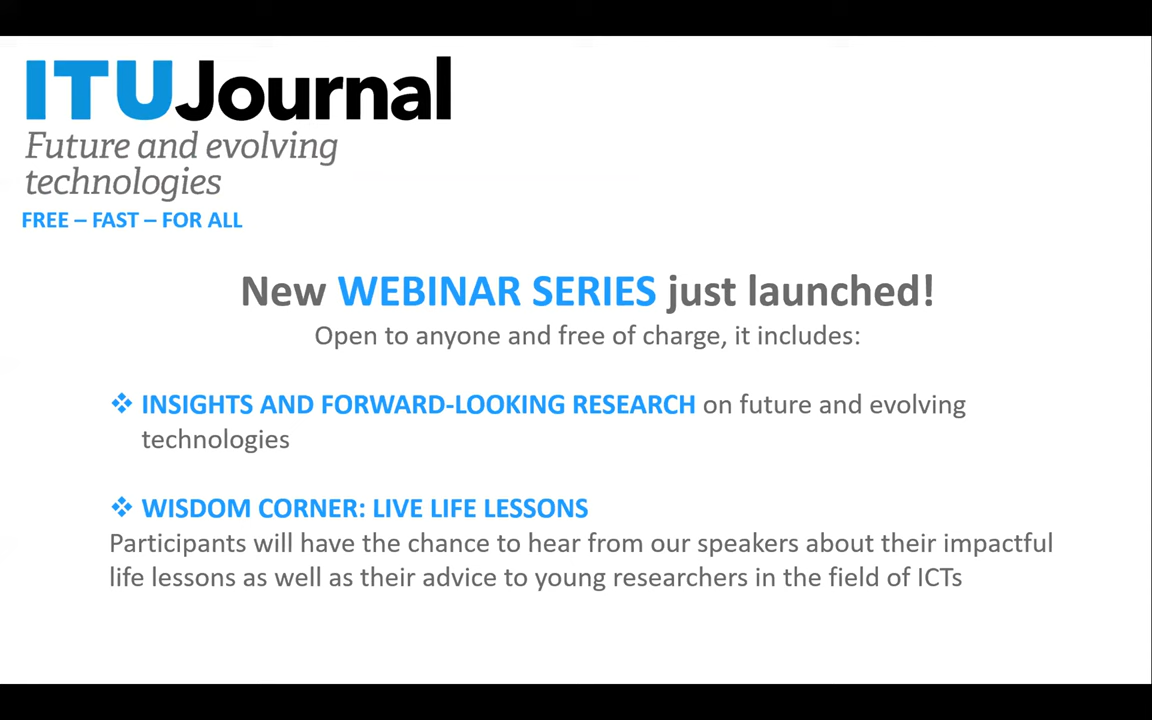 ITUJournal
Future and evolving
technologies
FREE – FAST – FOR ALL
New WEBINAR SERIES just launched!
Open to anyone and free of charge, it includes:
❖ INSIGHTS AND FORWARD-LOOKING RESEARCH on future and evolving
technologies
❖ WISDOM CORNER: LIVE LIFE LESSONS
Participants will have the chance to hear from our speakers about their impactful
life lessons as well as their advice to young researchers in the field of ICTs